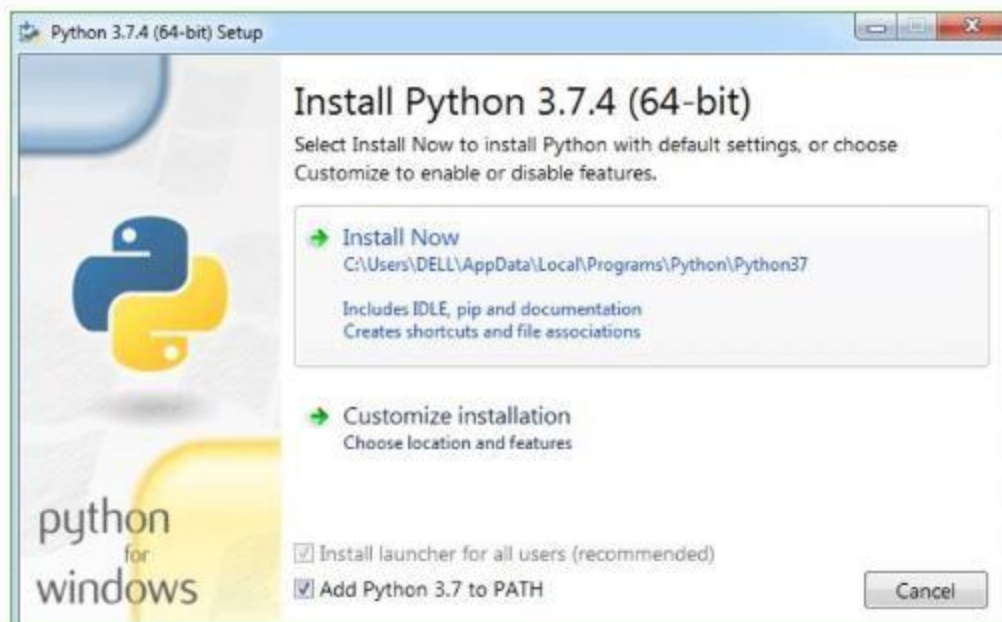 Python 3.7.4 (64-bit) Setup
Install Python 3.7.4 (64-bit)
Select Install Now to install Python with default settings, or choose
Customize to enable or disable features.
Install Now
C:\Users\DELL\AppData\Local\Programs\Python\Python37
Includes IDLE, pip and documentation
Creates shortcuts and file associations
Customize installation
Choose location and features
python
for
windows
Install launcher for all users (recommended)
Add Python 3.7 to PATH
Cancel